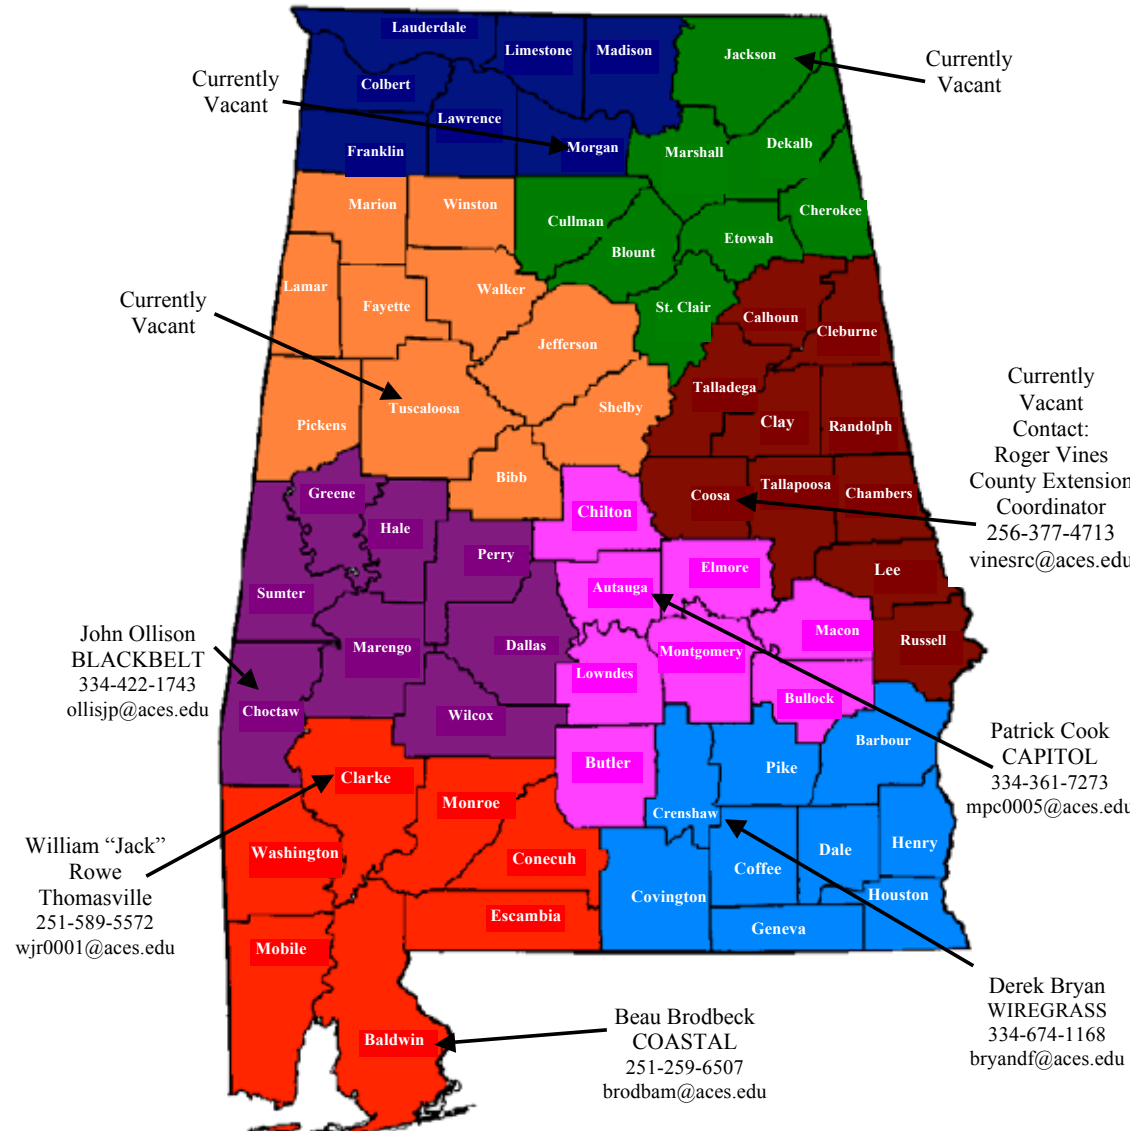 Lauderdale
Limestone
Madison
Jackson
Currently
Vacant
Currently
Vacant
Colbert
Lawrence
Franklin
Morgan
Marshall
Dekalb
Marion
Winston
Cullman
Cherokee
Blount
Etowah
Lamar
Fayette
Walker
St. Clair
Calhoun
Cleburne
Currently
Vacant
Jefferson
Talladega
Tuscaloosa
Shelby
Pickens
Clay
Randolph
Currently
Vacant
Contact:
Roger Vines
County Extension
Coordinator
256-377-4713
vinesrc@aces.edu
Bibb
Greene
Coosa
Tallapoosa
Chambers
Hale
Chilton
Perry
Elmore
Lee
Sumter
Autauga
Macon
Russell
John Ollison
BLACKBELT
334-422-1743
ollisjp@aces.edu
Marengo
Dallas
Montgomery
Lowndes
Bullock
Choctaw
Wilcox
Barbour
Patrick Cook
CAPITOL
334-361-7273
mpc0005@aces.edu
Clarke
Butler
Pike
Monroe
Crenshaw
William “Jack”
Rowe
Thomasville
251-589-5572
wjr0001@aces.edu
Washington
Conecuh
Coffee
Dale
Henry
Covington
Houston
Escambia
Geneva
Mobile
Baldwin
Beau Brodbeck
COASTAL
251-259-6507
brodbam@aces.edu
Derek Bryan
WIREGRASS
334-674-1168
bryandf@aces.edu